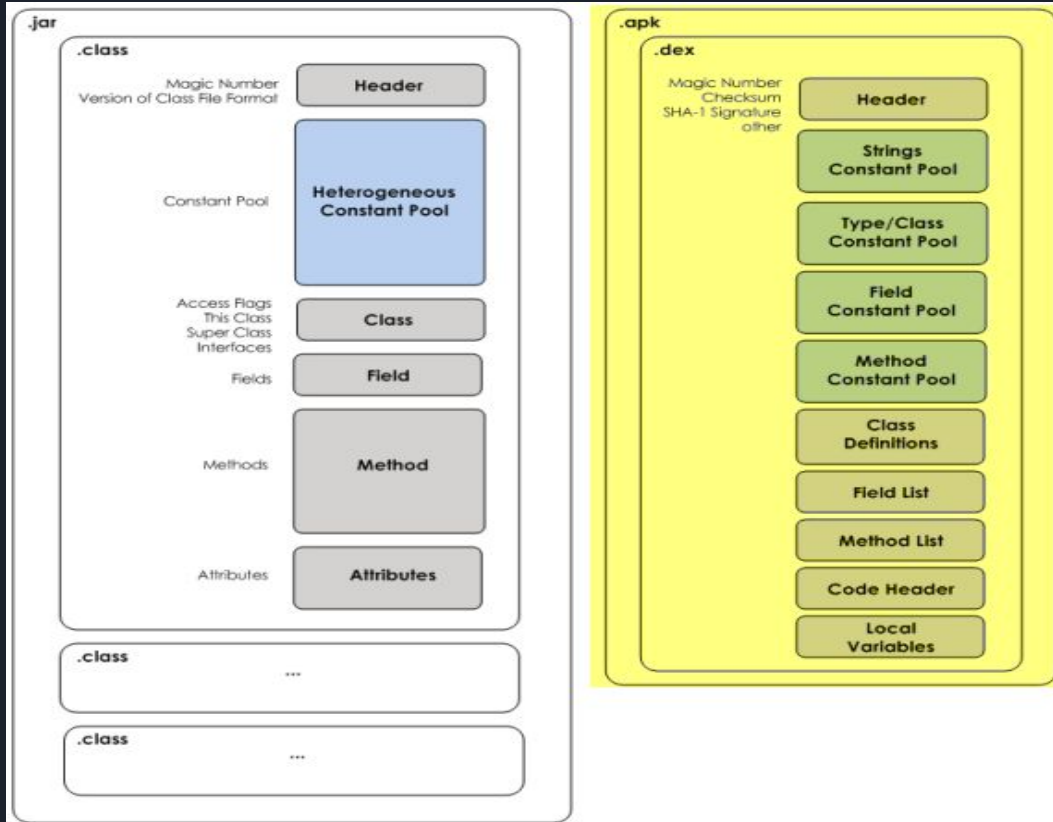 .jar
.class
Magic Number
Version of Class File Format
Header
Constant Pool
Heterogeneous
Constant Pool
Access Flags
This Class
Super Class
Interfaces
Class
Fields
Field
Methods
Method
Attributes
Attributes
.class
...
.class
...
.apk
.dex
Magic Number
Checksum
SHA-1 Signature
other
Header
Strings
Constant Pool
Type/Class
Constant Pool
Field
Constant Pool
Method
Constant Pool
Class
Definitions
Field List
Method List
Code Header
Local
Variables